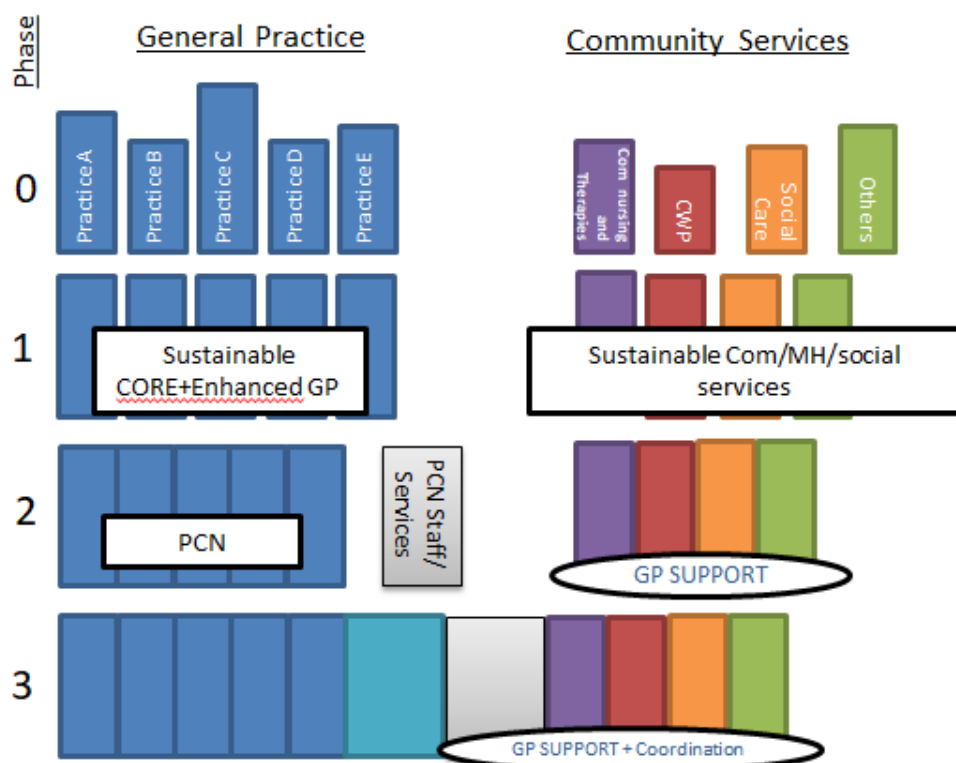 Phase
General Practice
Community Services
0
Practice A
Practice B
Practice C
Practice D
Practice E
Com nursing
and
Therapies
CWP
Social
Care
Others
1
Sustainable
CORE+Enhanced GP
Sustainable Com/MH/social
services
2
PCN
PCN Staff/
Services
GP SUPPORT
3
GP SUPPORT + Coordination